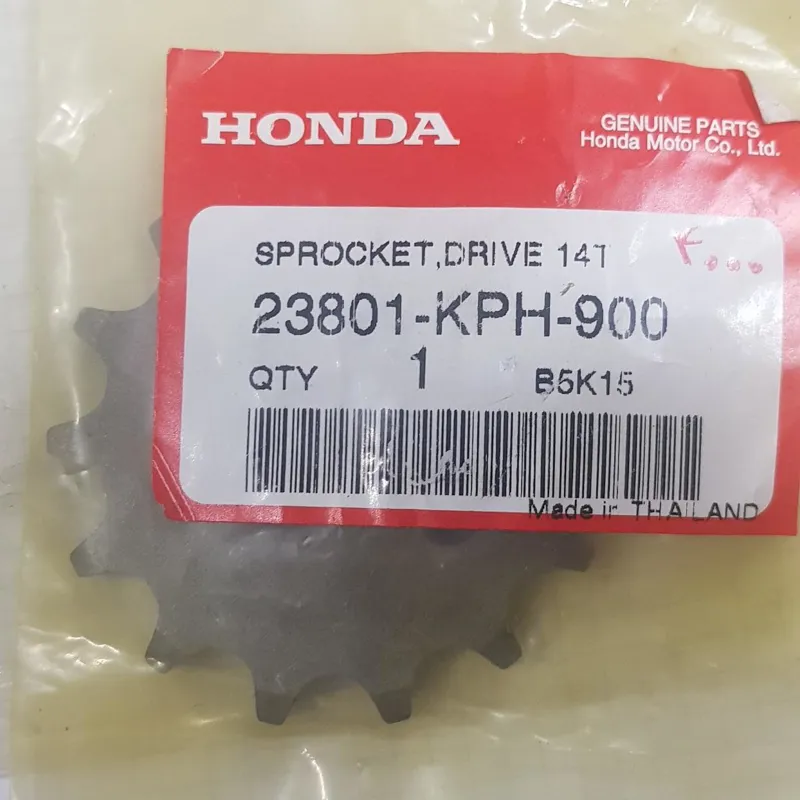 HONDA
GENUINE PARTS
Honda Motor Co., Ltd.
SPROCKET,DRIVE 14T
23801-KPH-900
QTY 1 B5K15
Made in THAILAND